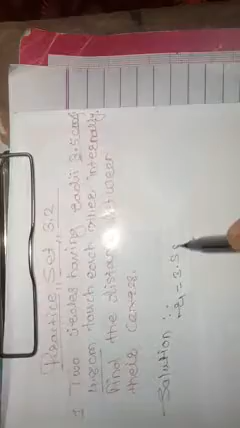 Practice Set 3.2
1 Two circles having radii 3.5cm &
4.8cm touch each other internally.
Find the distance between
their centres.
Solution :-
r1 = 3.5